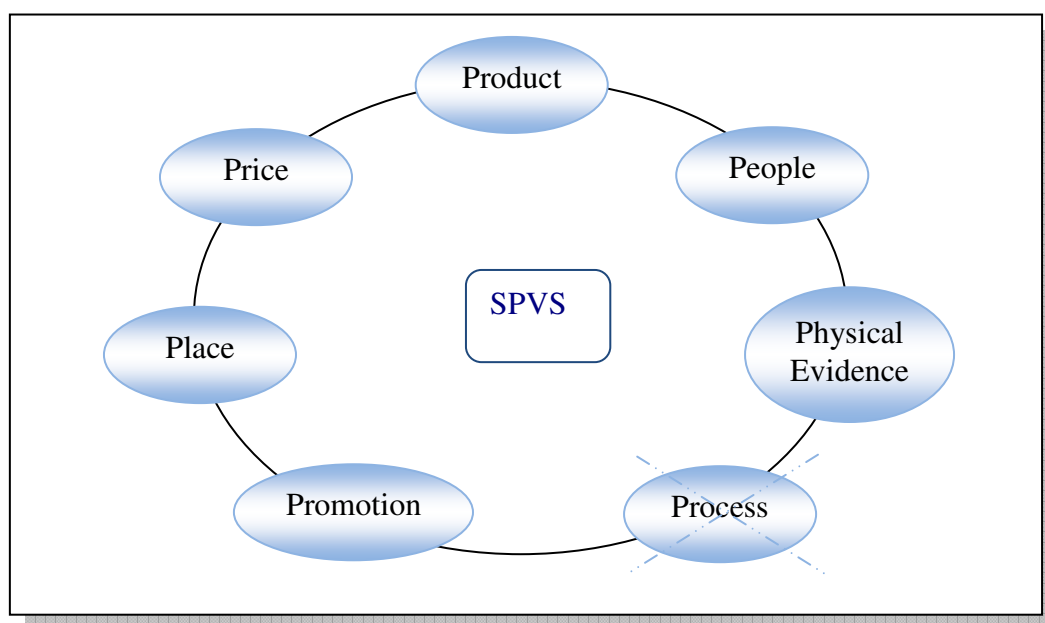 Product
Price
People
SPVS
Place
Physical
Evidence
Promotion
Process